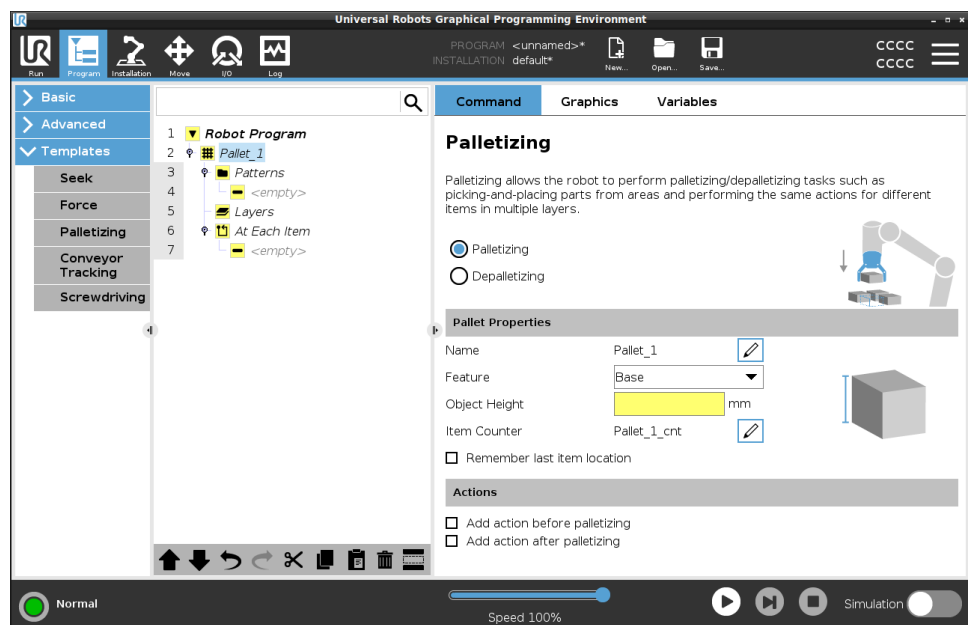 Universal Robots Graphical Programming Environment
UR
Run
Program
Installation
Move
I/O
Log
PROGRAM <unnamed>*
INSTALLATION default*
New...
Open...
Save...
cccc
cccc
Basic
Advanced
Templates
Seek
Force
Palletizing
Conveyor
Tracking
Screwdriving
1 Robot Program
2 Pallet_1
3 Patterns
4 <empty>
5 Layers
6 At Each Item
7 <empty>
Command Graphics Variables
Palletizing
Palletizing allows the robot to perform palletizing/depalletizing tasks such as
picking-and-placing parts from areas and performing the same actions for different
items in multiple layers.
Palletizing
Depalletizing
Pallet Properties
Name Pallet_1
Feature Base
Object Height mm
Item Counter Pallet_1_cnt
Remember last item location
Actions
Add action before palletizing
Add action after palletizing
Normal
Speed 100%
Simulation